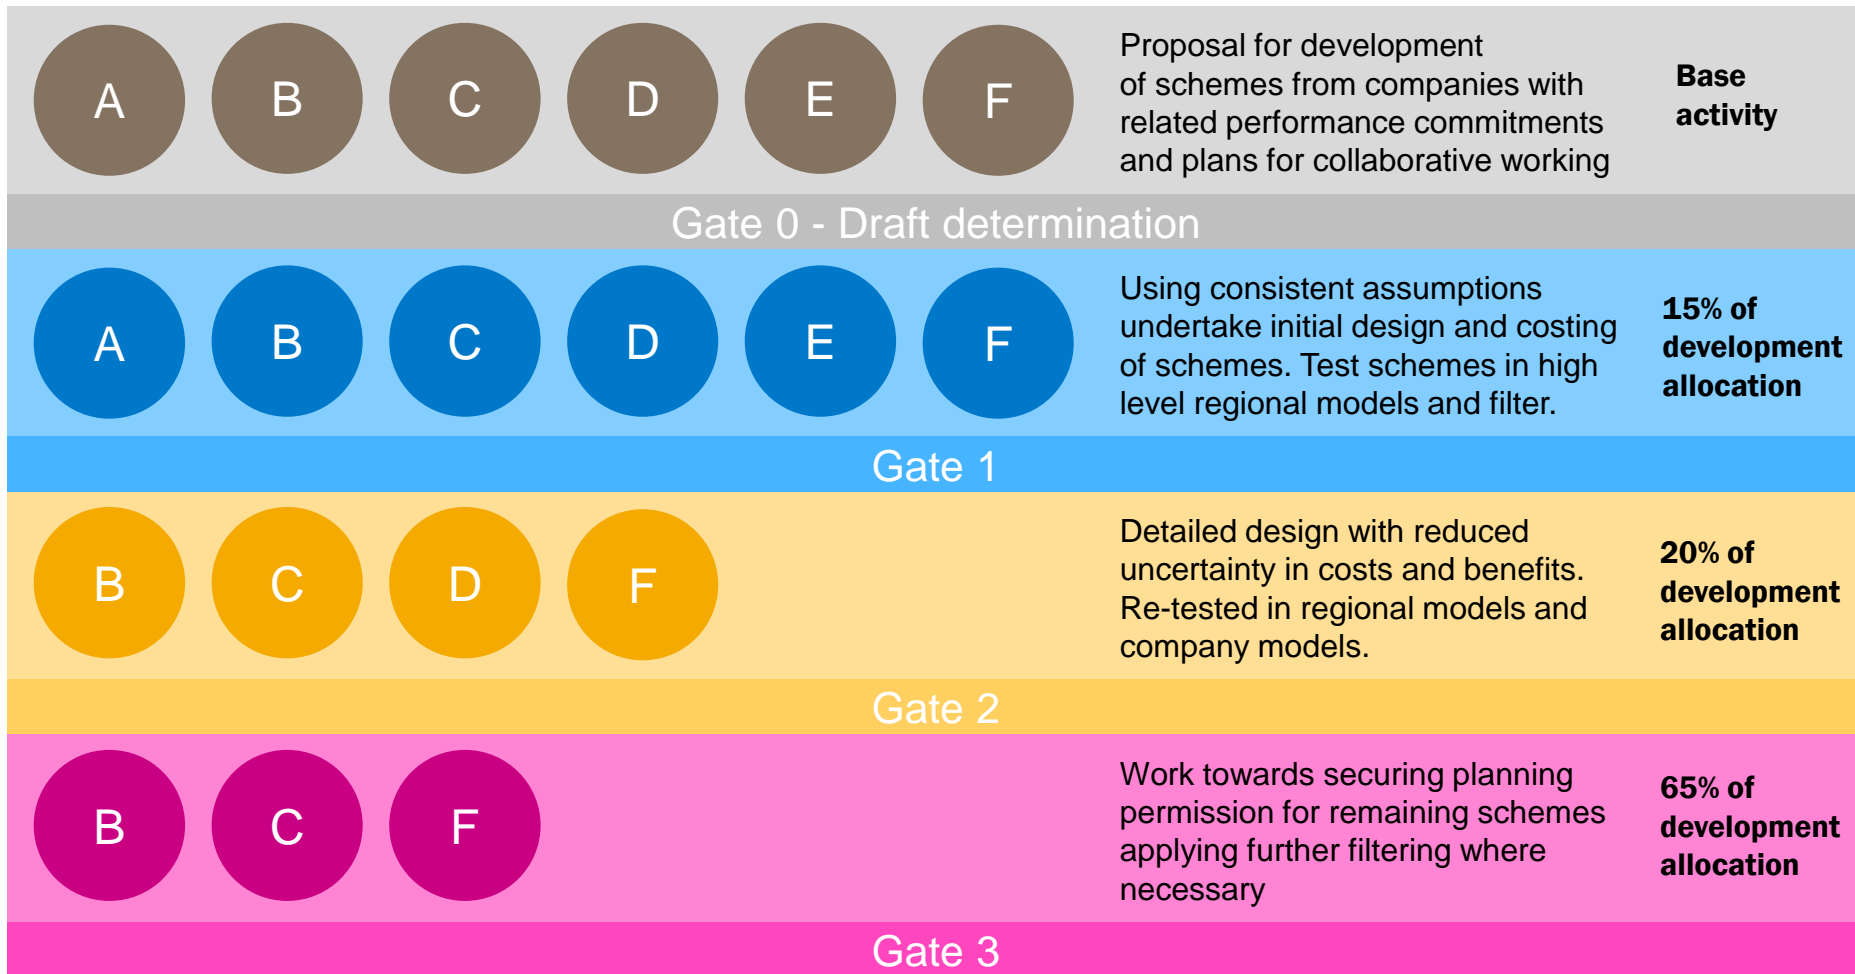 A B C D E F
Proposal for development
of schemes from companies with
related performance commitments
and plans for collaborative working
Base
activity
Gate 0 - Draft determination
A B C D E F
Using consistent assumptions
undertake initial design and costing
of schemes. Test schemes in high
level regional models and filter.
15% of
development
allocation
Gate 1
B C D F
Detailed design with reduced
uncertainty in costs and benefits.
Re-tested in regional models and
company models.
20% of
development
allocation
Gate 2
B C F
Work towards securing planning
permission for remaining schemes
applying further filtering where
necessary
65% of
development
allocation
Gate 3